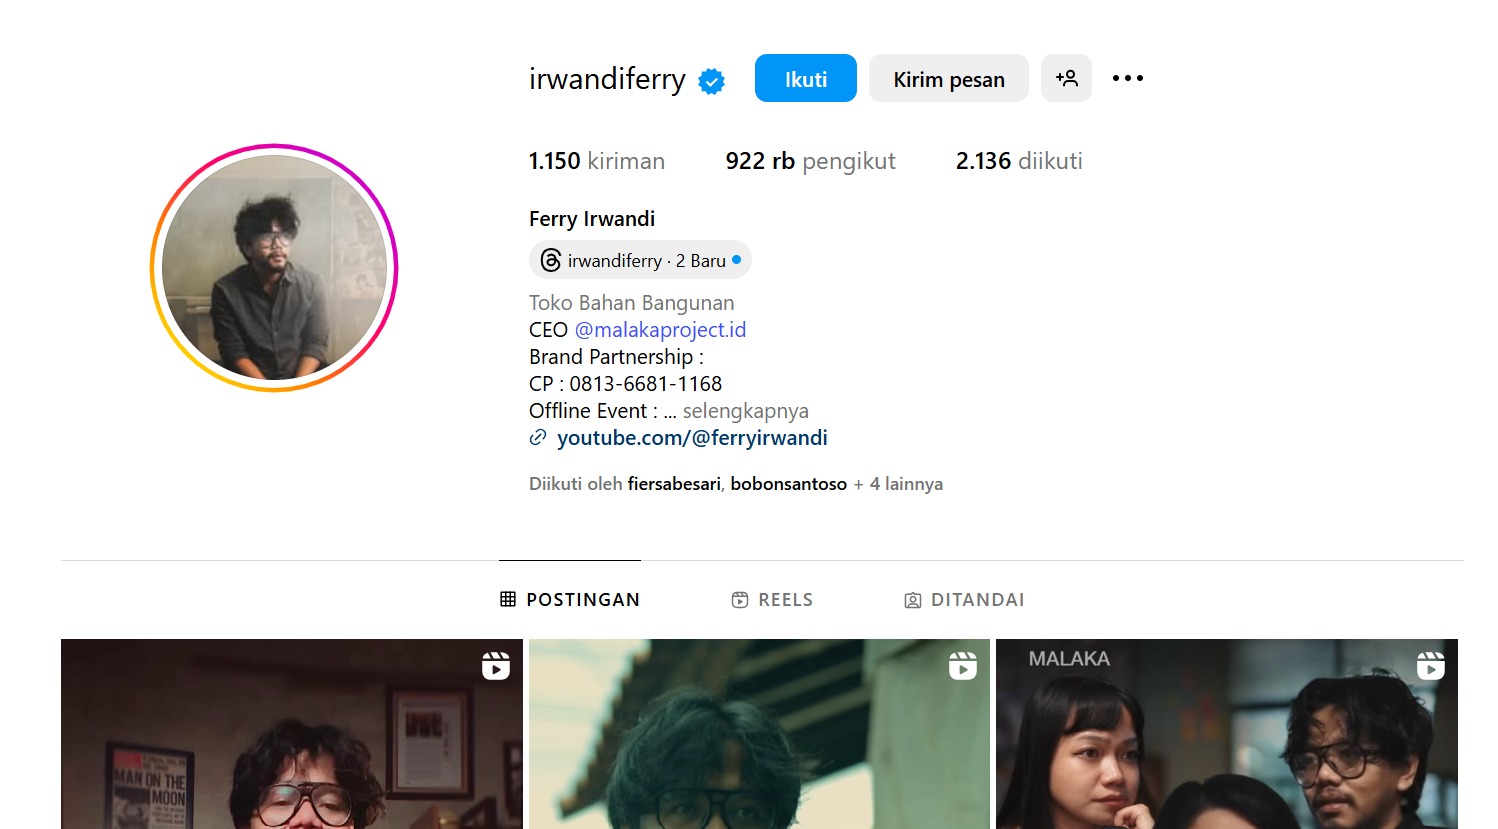 irwandiferry Ikuti Kirim pesan
1.150 kiriman 922 rb pengikut 2.136 diikuti
Ferry Irwandi
irwandiferry · 2 Baru
Toko Bahan Bangunan
CEO @malakaproject.id
Brand Partnership :
CP : 0813-6681-1168
Offline Event : ... selengkapnya
youtube.com/@ferryirwandi
Diikuti oleh fiersabesari, bobonsantoso + 4 lainnya
POSTINGAN REELS DITANDAI
MAN ON THE
MOON
MALAKA